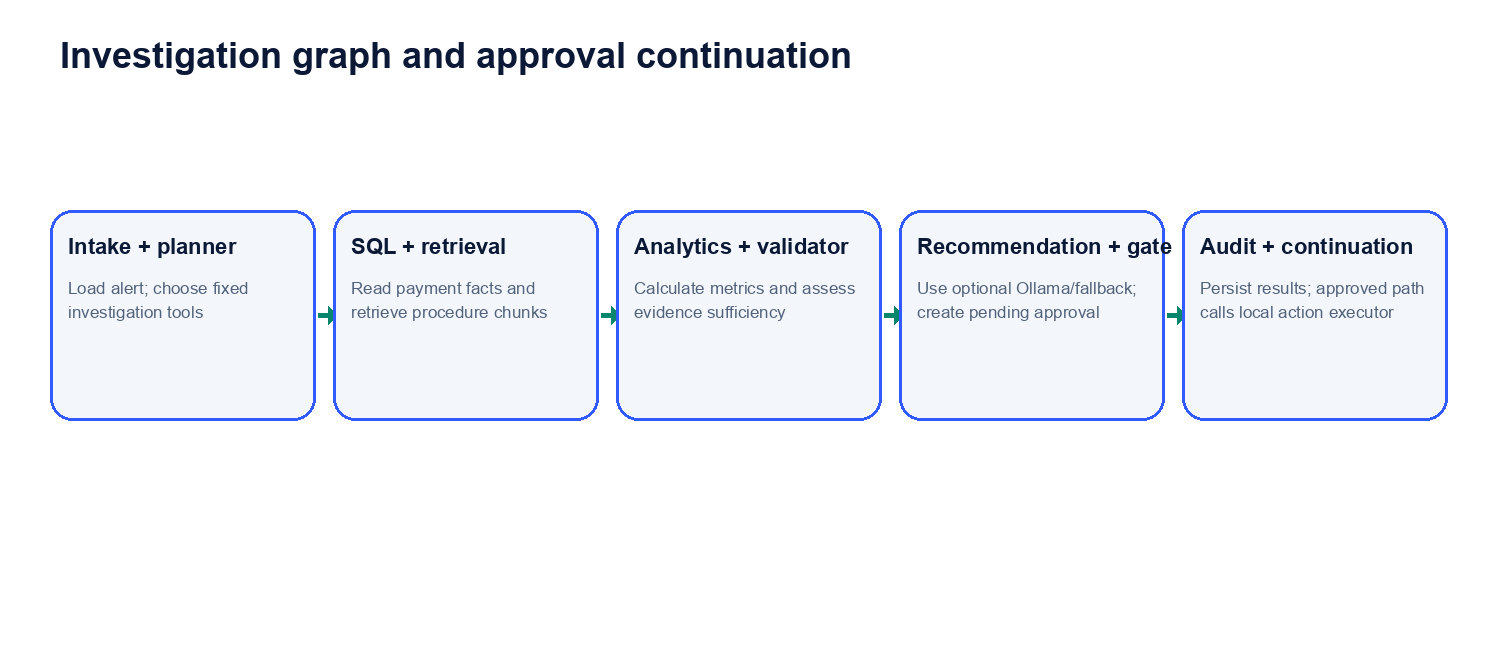 Investigation graph and approval continuation
Intake + planner
Load alert; choose fixed
investigation tools
SQL + retrieval
Read payment facts and
retrieve procedure chunks
Analytics + validator
Calculate metrics and assess
evidence sufficiency
Recommendation + gate
Use optional Ollama/fallback;
create pending approval
Audit + continuation
Persist results; approved path
calls local action executor